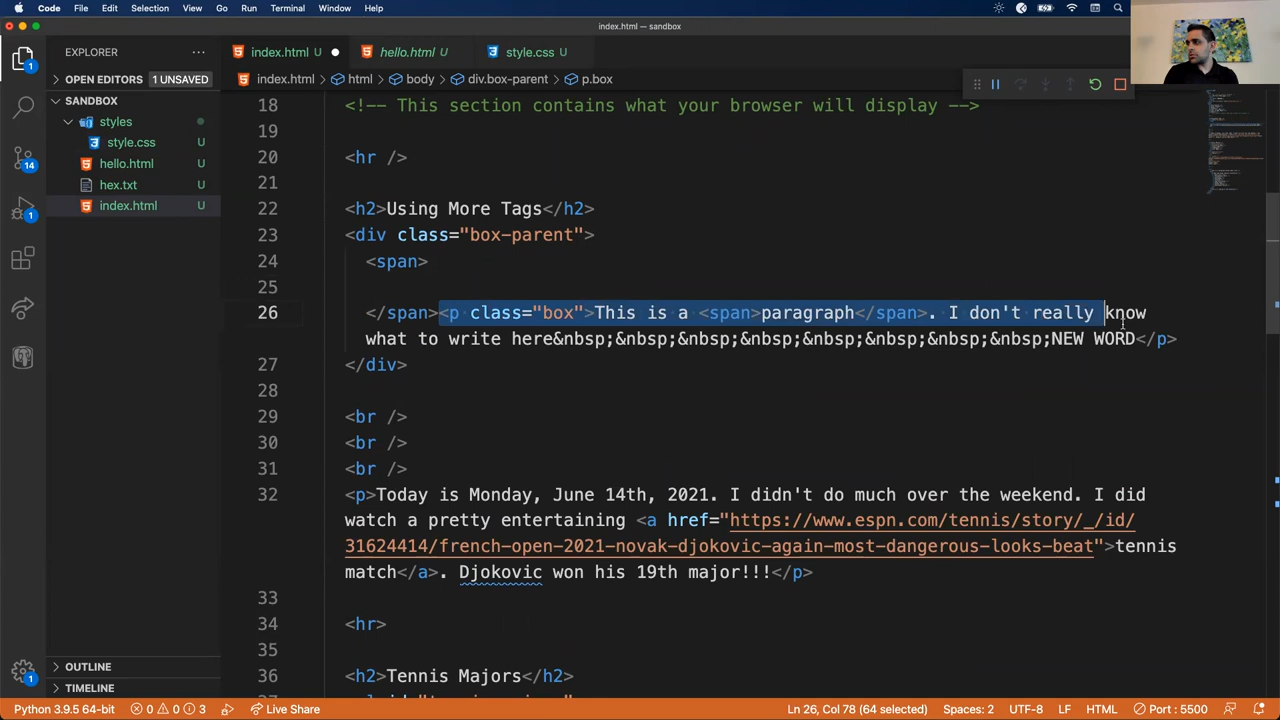 Code File Edit Selection View Go Run Terminal Window Help
index.html — sandbox
EXPLORER
index.html U
hello.html U
style.css U
OPEN EDITORS 1 UNSAVED
index.html > html > body > div.box-parent > p.box
SANDBOX
styles
style.css U
hello.html U
hex.txt U
index.html U
1
14
1
18 <!-- This section contains what your browser will display -->
19
20 <hr />
21
22 <h2>Using More Tags</h2>
23 <div class="box-parent">
24 <span>
25
26 </span><p class="box">This is a <span>paragraph</span>. I don't really know
what to write here&nbsp;&nbsp;&nbsp;&nbsp;&nbsp;&nbsp;&nbsp;&nbsp;NEW WORD</p>
27 </div>
28
29 <br />
30 <br />
31 <br />
32 <p>Today is Monday, June 14th, 2021. I didn't do much over the weekend. I did
watch a pretty entertaining <a href="https://www.espn.com/tennis/story/_/id/
31624414/french-open-2021-novak-djokovic-again-most-dangerous-looks-beat">tennis
match</a>. Djokovic won his 19th major!!!</p>
33
34 <hr>
35
36 <h2>Tennis Majors</h2>
OUTLINE
TIMELINE
1
Python 3.9.5 64-bit 0 0 3 Live Share Ln 26, Col 78 (64 selected) Spaces: 2 UTF-8 LF HTML Port : 5500